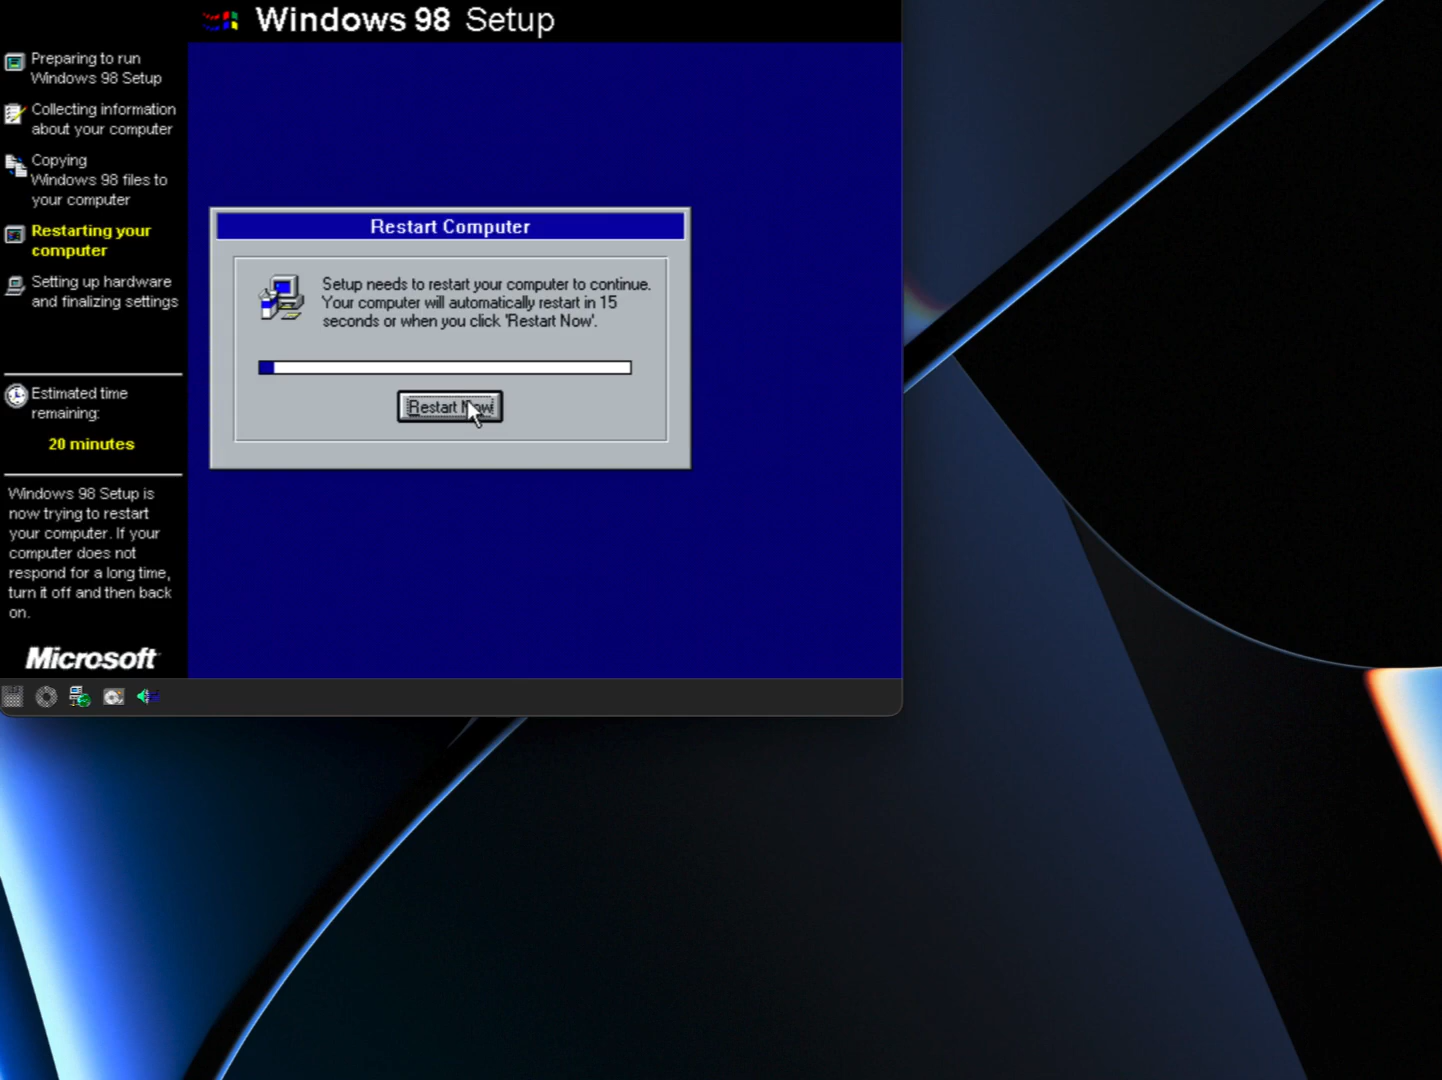 Windows 98 Setup
Preparing to run
Windows 98 Setup
Collecting information
about your computer
Copying
Windows 98 files to
your computer
Restarting your
computer
Setting up hardware
and finalizing settings
Estimated time
remaining:
20 minutes
Windows 98 Setup is
now trying to restart
your computer. If your
computer does not
respond for a long time,
turn it off and then back
on.
Microsoft
Restart Computer
Setup needs to restart your computer to continue.
Your computer will automatically restart in 15
seconds or when you click 'Restart Now'.
Restart Now